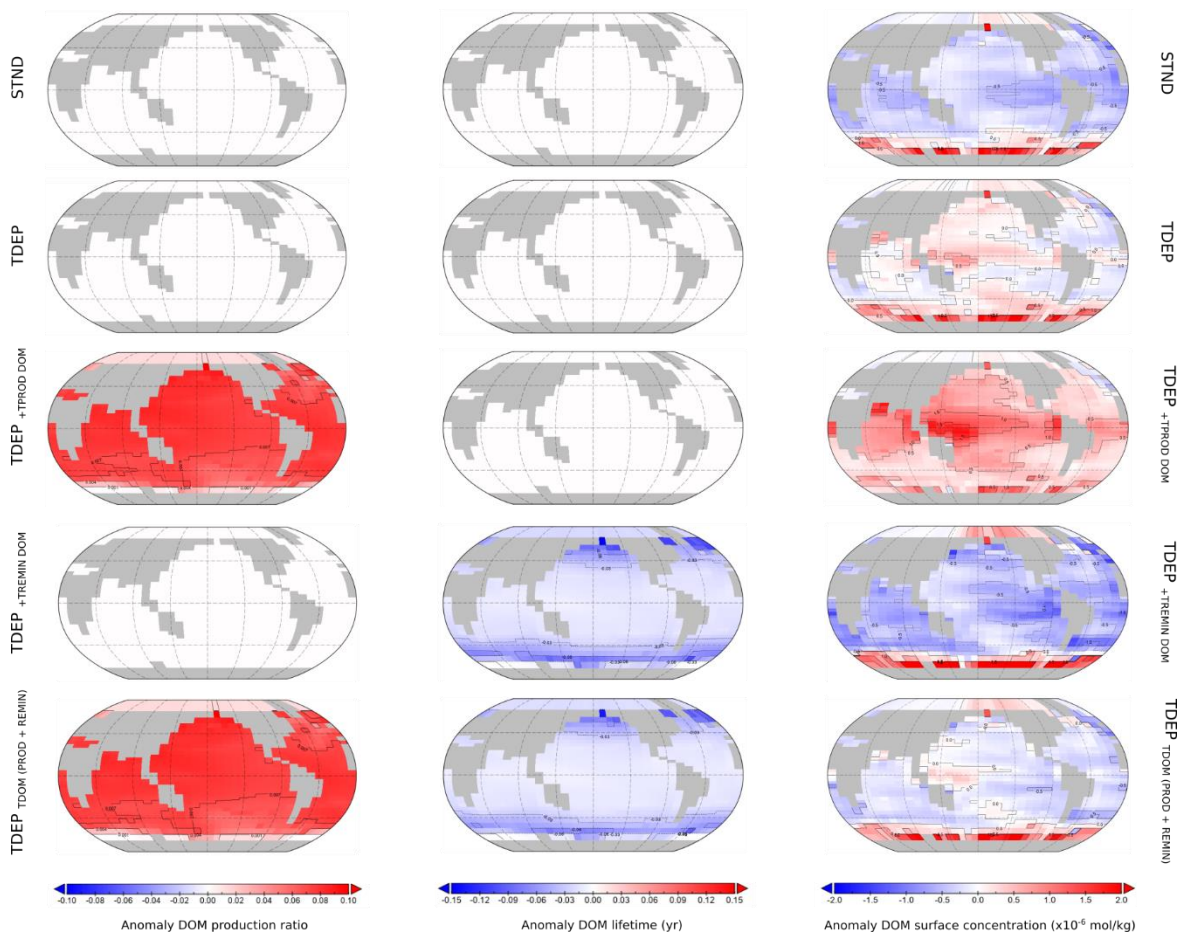 STND
STND
TDEP
TDEP
TDEP +TPROD DOM
TDEP +TPROD DOM
TDEP +TREMIN DOM
TDEP +TREMIN DOM
TDEP TDOM (PROD + REMIN)
TDEP TDOM (PROD + REMIN)
-0.10 -0.08 -0.06 -0.04 -0.02 0.00 0.02 0.04 0.06 0.08 0.10
Anomaly DOM production ratio
-0.15 -0.12 -0.09 -0.06 -0.03 0.00 0.03 0.06 0.09 0.12 0.15
Anomaly DOM lifetime (yr)
-2.0 -1.5 -1.0 -0.5 0.0 0.5 1.0 1.5 2.0
Anomaly DOM surface concentration (x10⁻⁶ mol/kg)